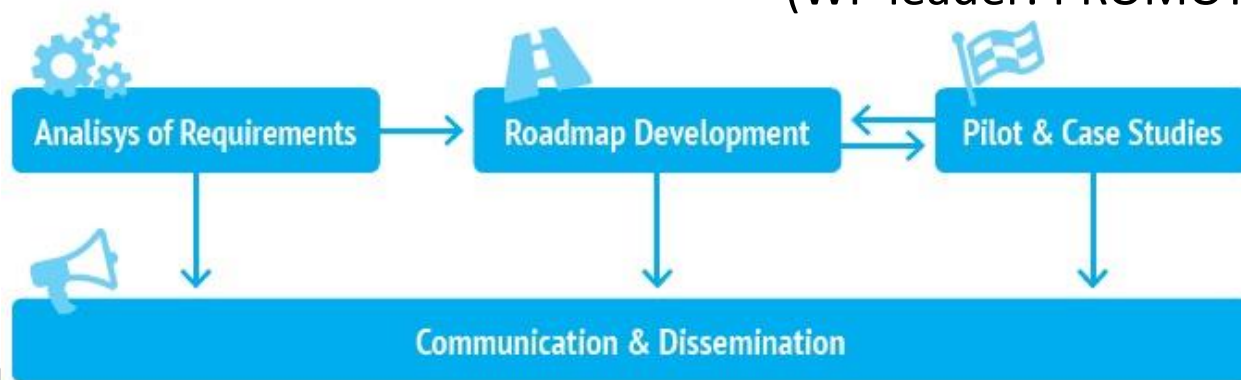 Analisys of Requirements
Roadmap Development
Pilot & Case Studies
Communication & Dissemination